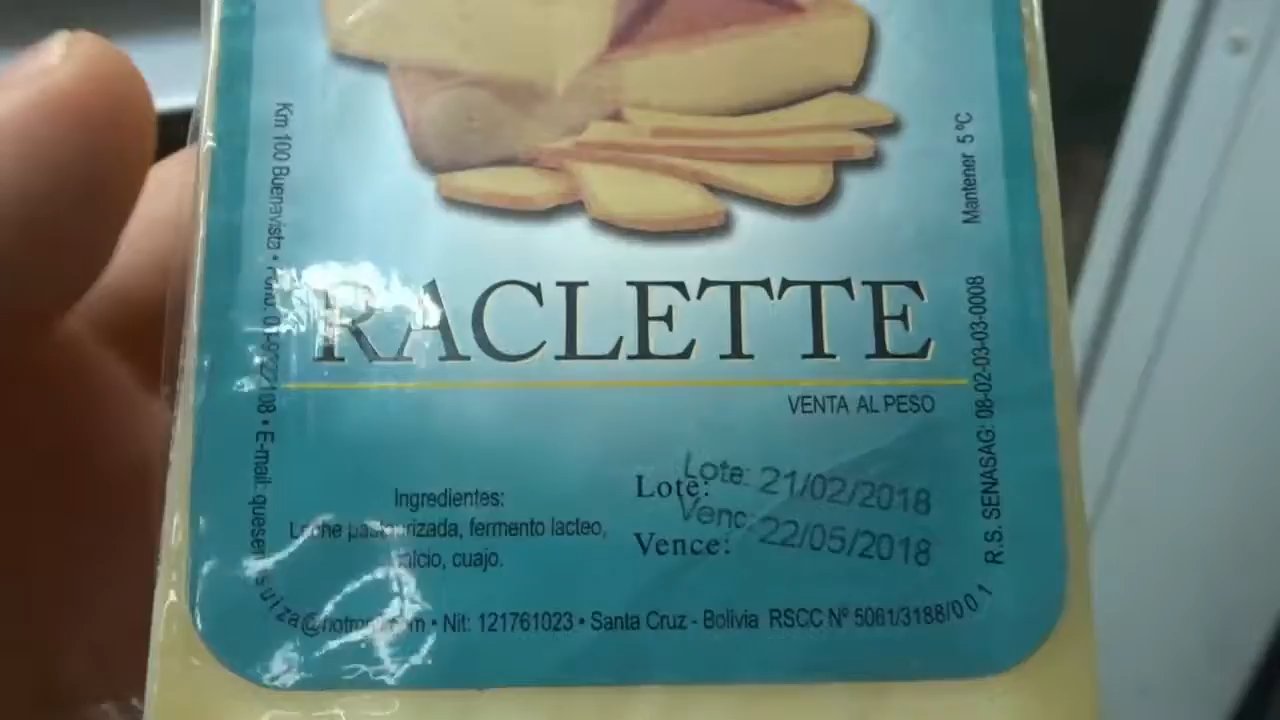 RACLETTE
VENTA AL PESO
Ingredientes:
pasteurizada, fermento lacteo,
cuajo.
Lote:
Vence:
Lote: 21/02/2018
Venc: 22/05/2018
Km 100 Buenavista •
• E-mail:
• Nit: 121761023 • Santa Cruz - Bolivia RSCC Nº 5061/3188/001
R.S. SENASAG: 08-02-03-03-0008 Mantener 5 ºC